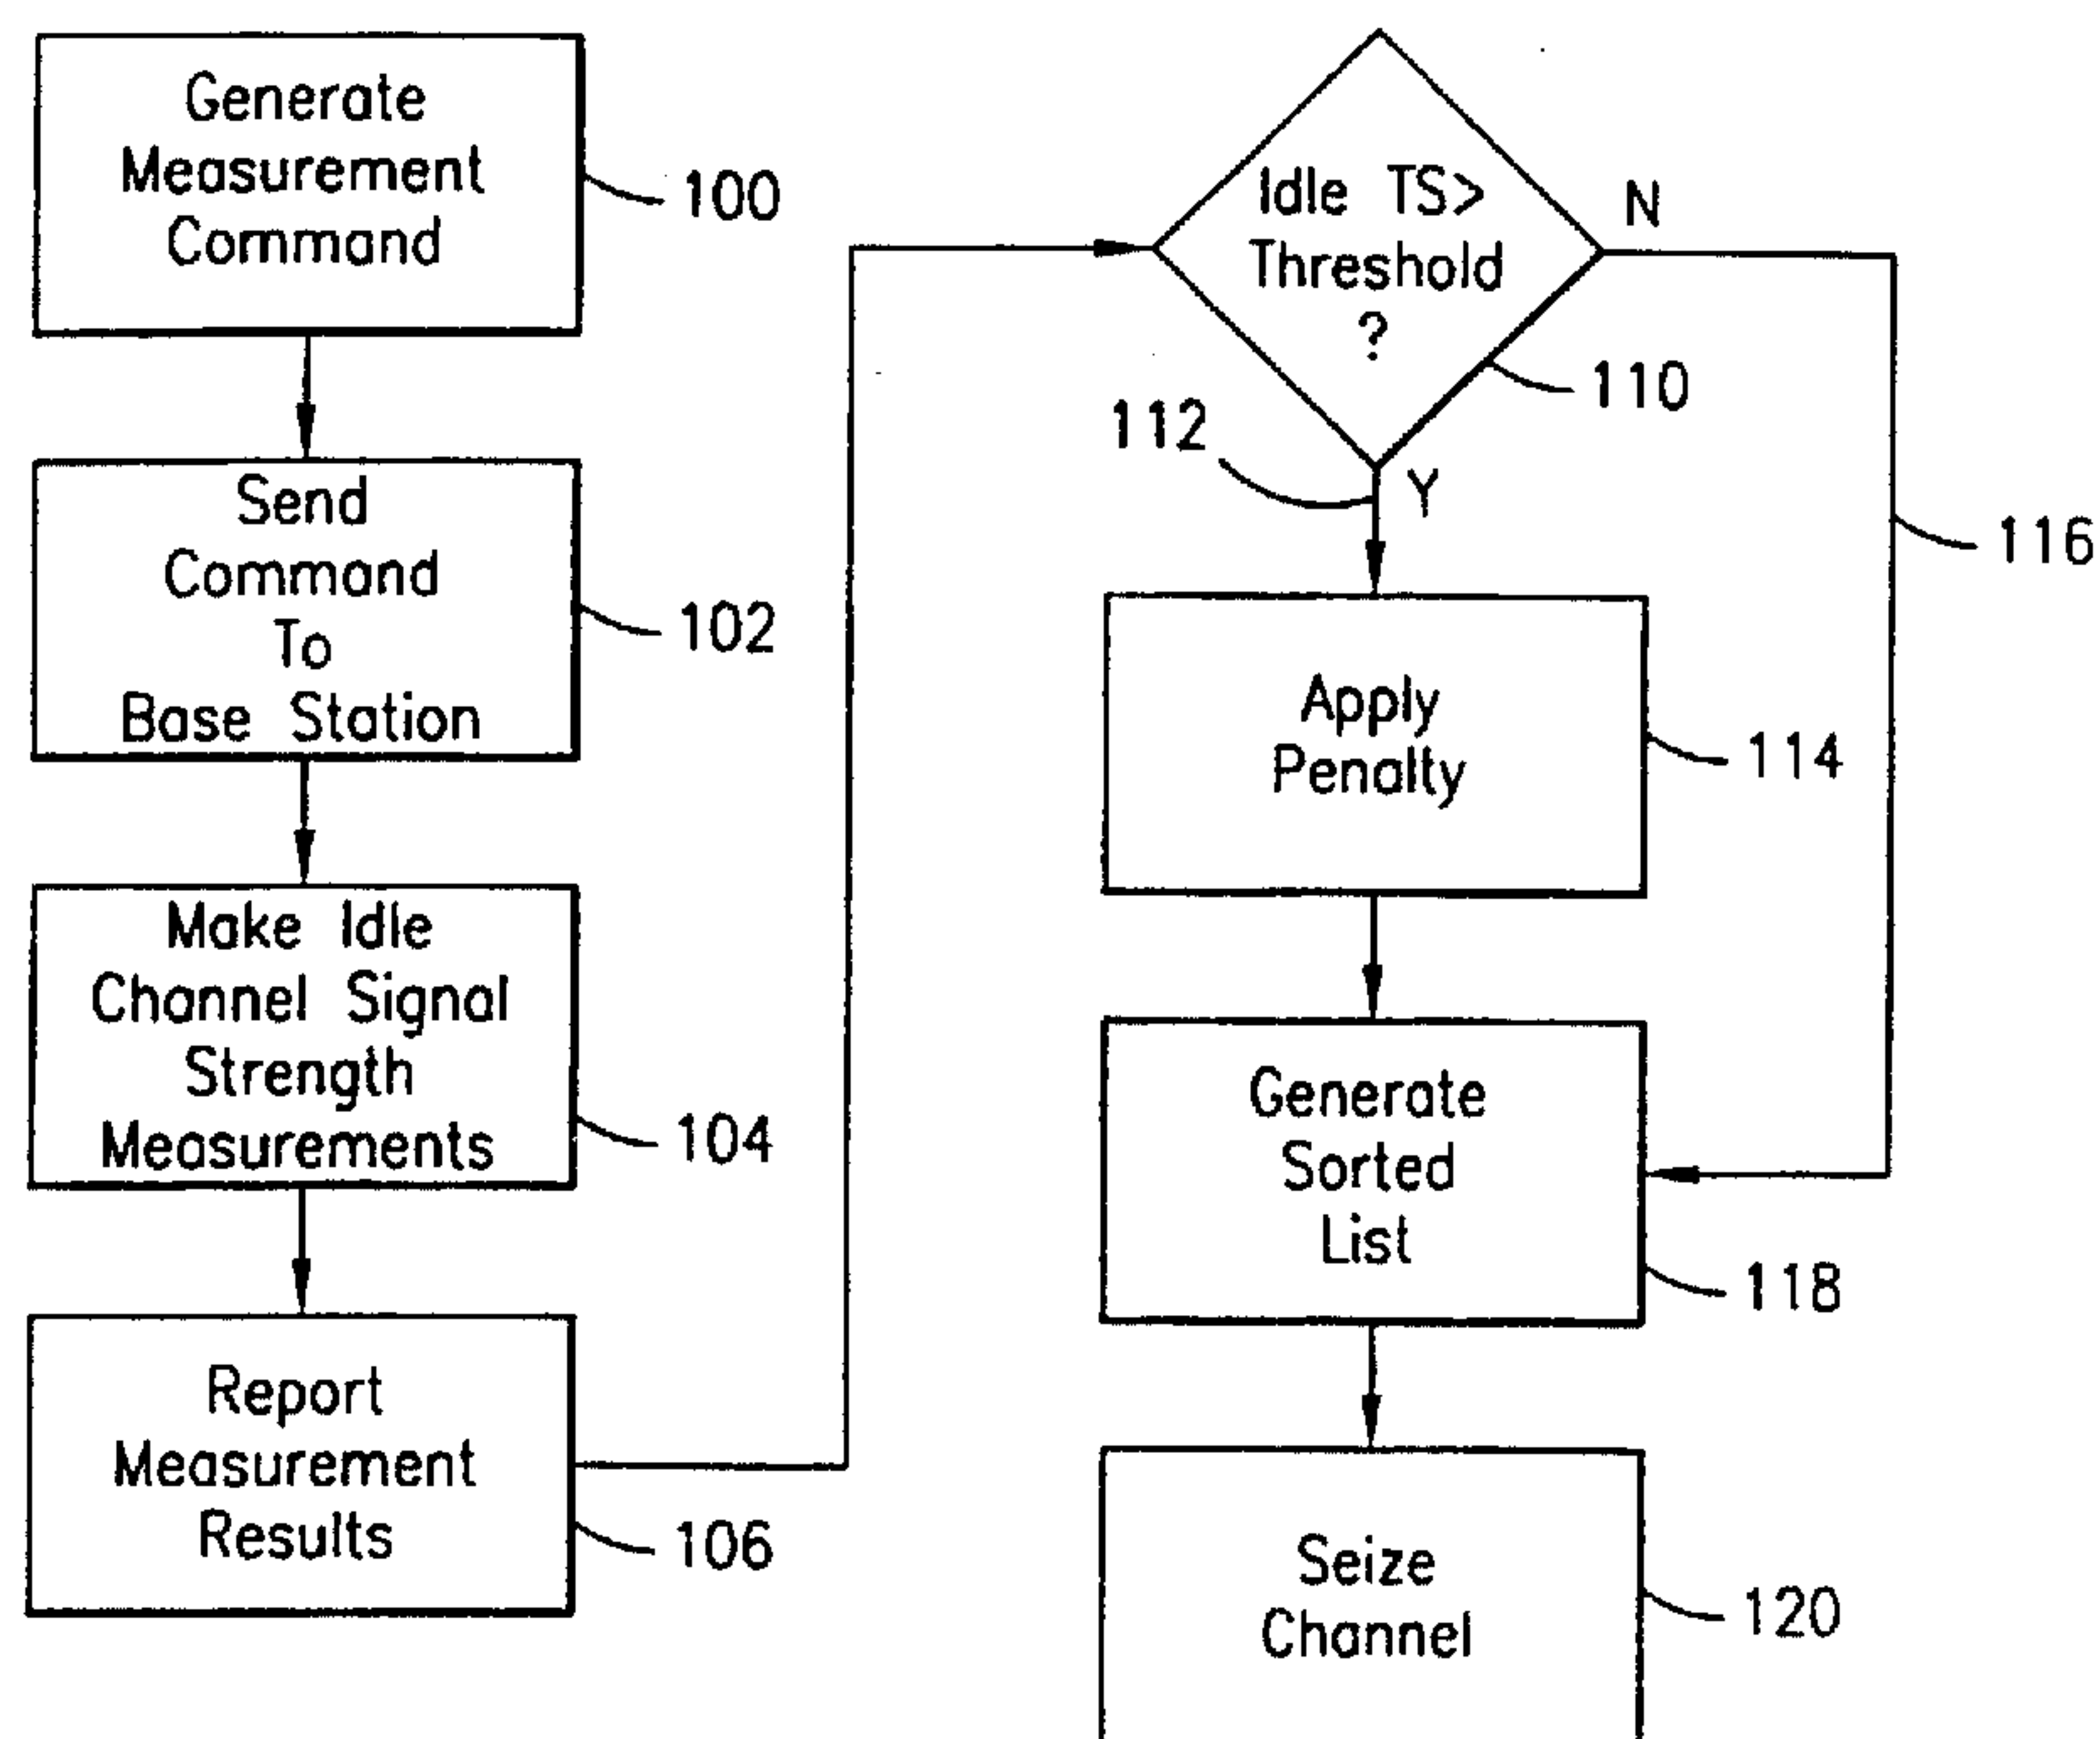 Generate
Measurement
Command
100
Send
Command
To
Base Station
102
Make Idle
Channel Signal
Strength
Measurements
104
Report
Measurement
Results
106
Idle TS>
Threshold
?
N
110
112
Y
116
Apply
Penalty
114
Generate
Sorted
List
118
Seize
Channel
120